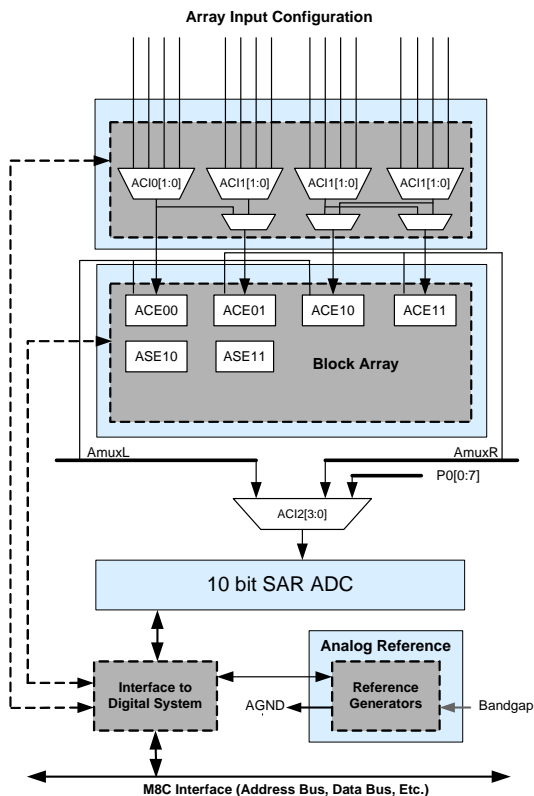 Array Input Configuration
ACI0[1:0]
ACI1[1:0]
ACI1[1:0]
ACI1[1:0]
ACE00
ACE01
ACE10
ACE11
ASE10
ASE11
Block Array
AmuxL
AmuxR
P0[0:7]
ACI2[3:0]
10 bit SAR ADC
Analog Reference
Interface to
Digital System
Reference
Generators
AGND
Bandgap
M8C Interface (Address Bus, Data Bus, Etc.)